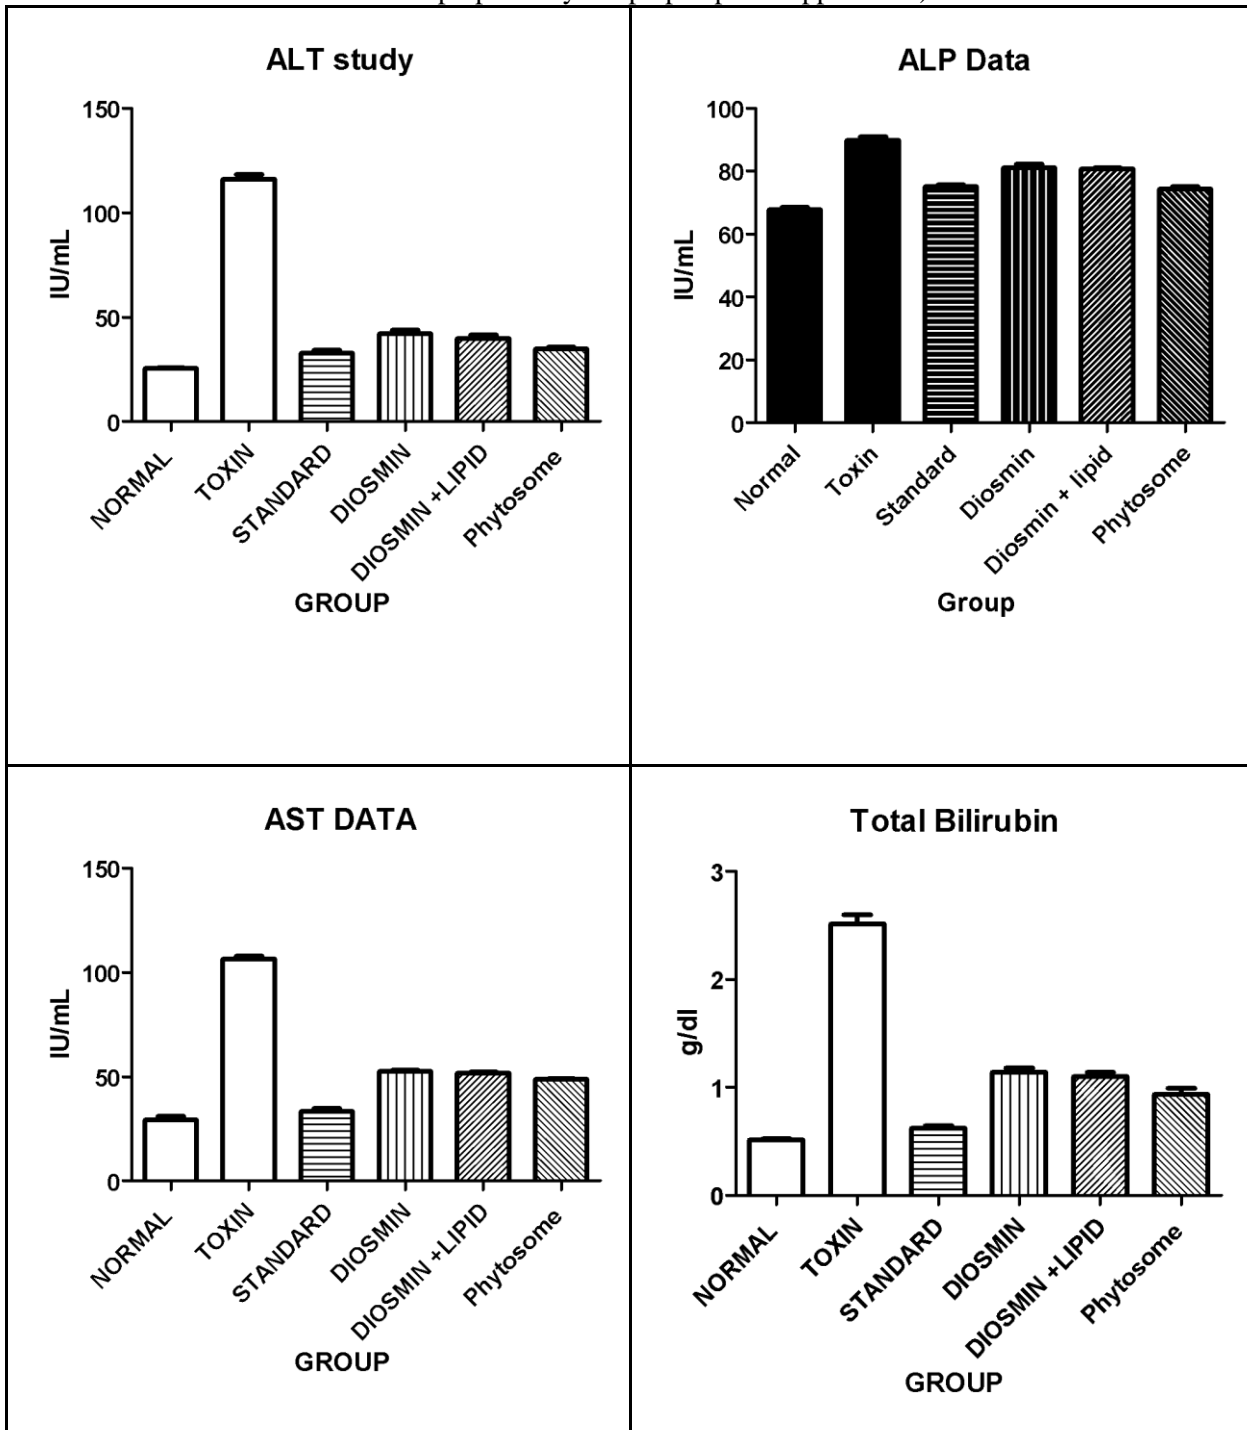 ALT study
150
100
50
0
IU/mL
NORMAL
TOXIN
STANDARD
DIOSMIN
DIOSMIN +LIPID
Phytosome
GROUP
ALP Data
100
80
60
40
20
0
IU/mL
Normal
Toxin
Standard
Diosmin
Diosmin + lipid
Phytosome
Group
AST DATA
150
100
50
0
IU/mL
NORMAL
TOXIN
STANDARD
DIOSMIN
DIOSMIN +LIPID
Phytosome
GROUP
Total Bilirubin
3
2
1
0
g/dl
NORMAL
TOXIN
STANDARD
DIOSMIN
DIOSMIN +LIPID
Phytosome
GROUP